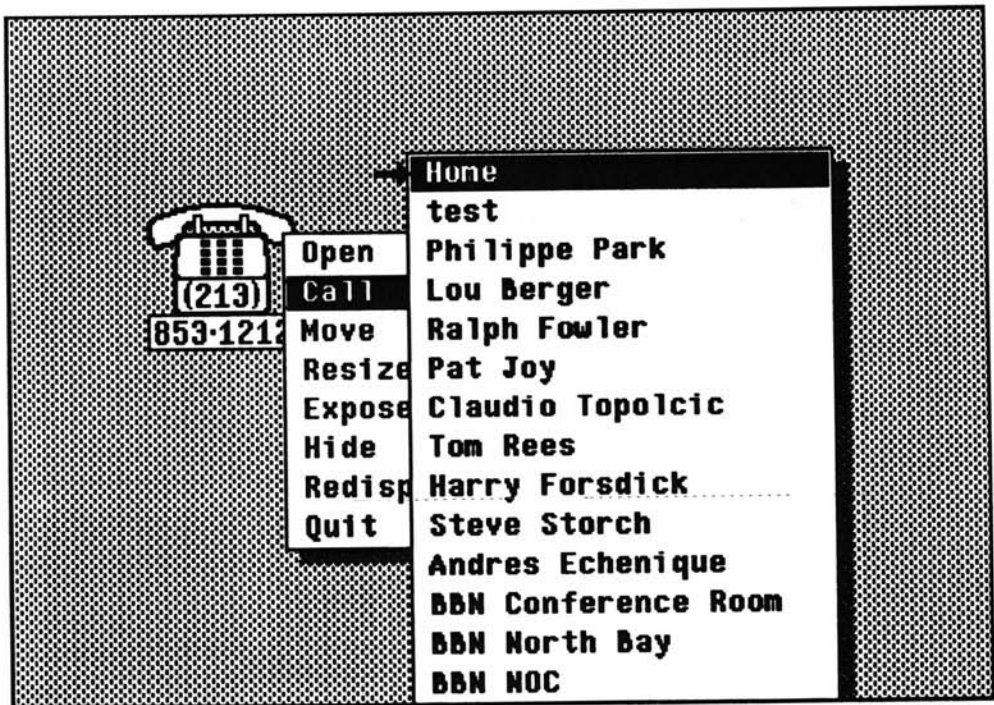 (213)
853·1212
Open
Call
Move
Resize
Expose
Hide
Redisp
Quit
Home
test
Philippe Park
Lou Berger
Ralph Fowler
Pat Joy
Claudio Topolcic
Tom Rees
Harry Forsdick
Steve Storch
Andres Echenique
BBN Conference Room
BBN North Bay
BBN NOC